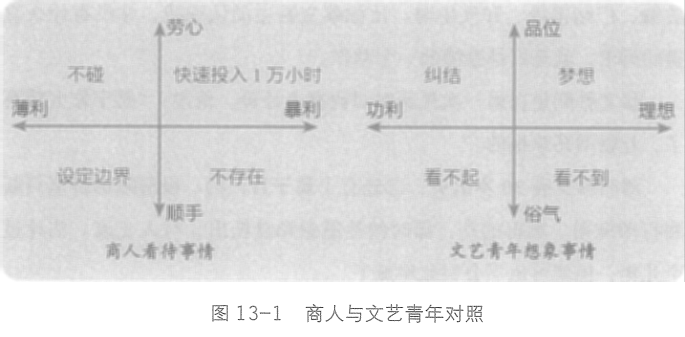 劳心
不碰
快速投入1万小时
薄利
暴利
设定边界
不存在
顺手
商人看待事情
品位
纠结
梦想
功利
理想
看不起
看不到
俗气
文艺青年想象事情
图 13-1 商人与文艺青年对照